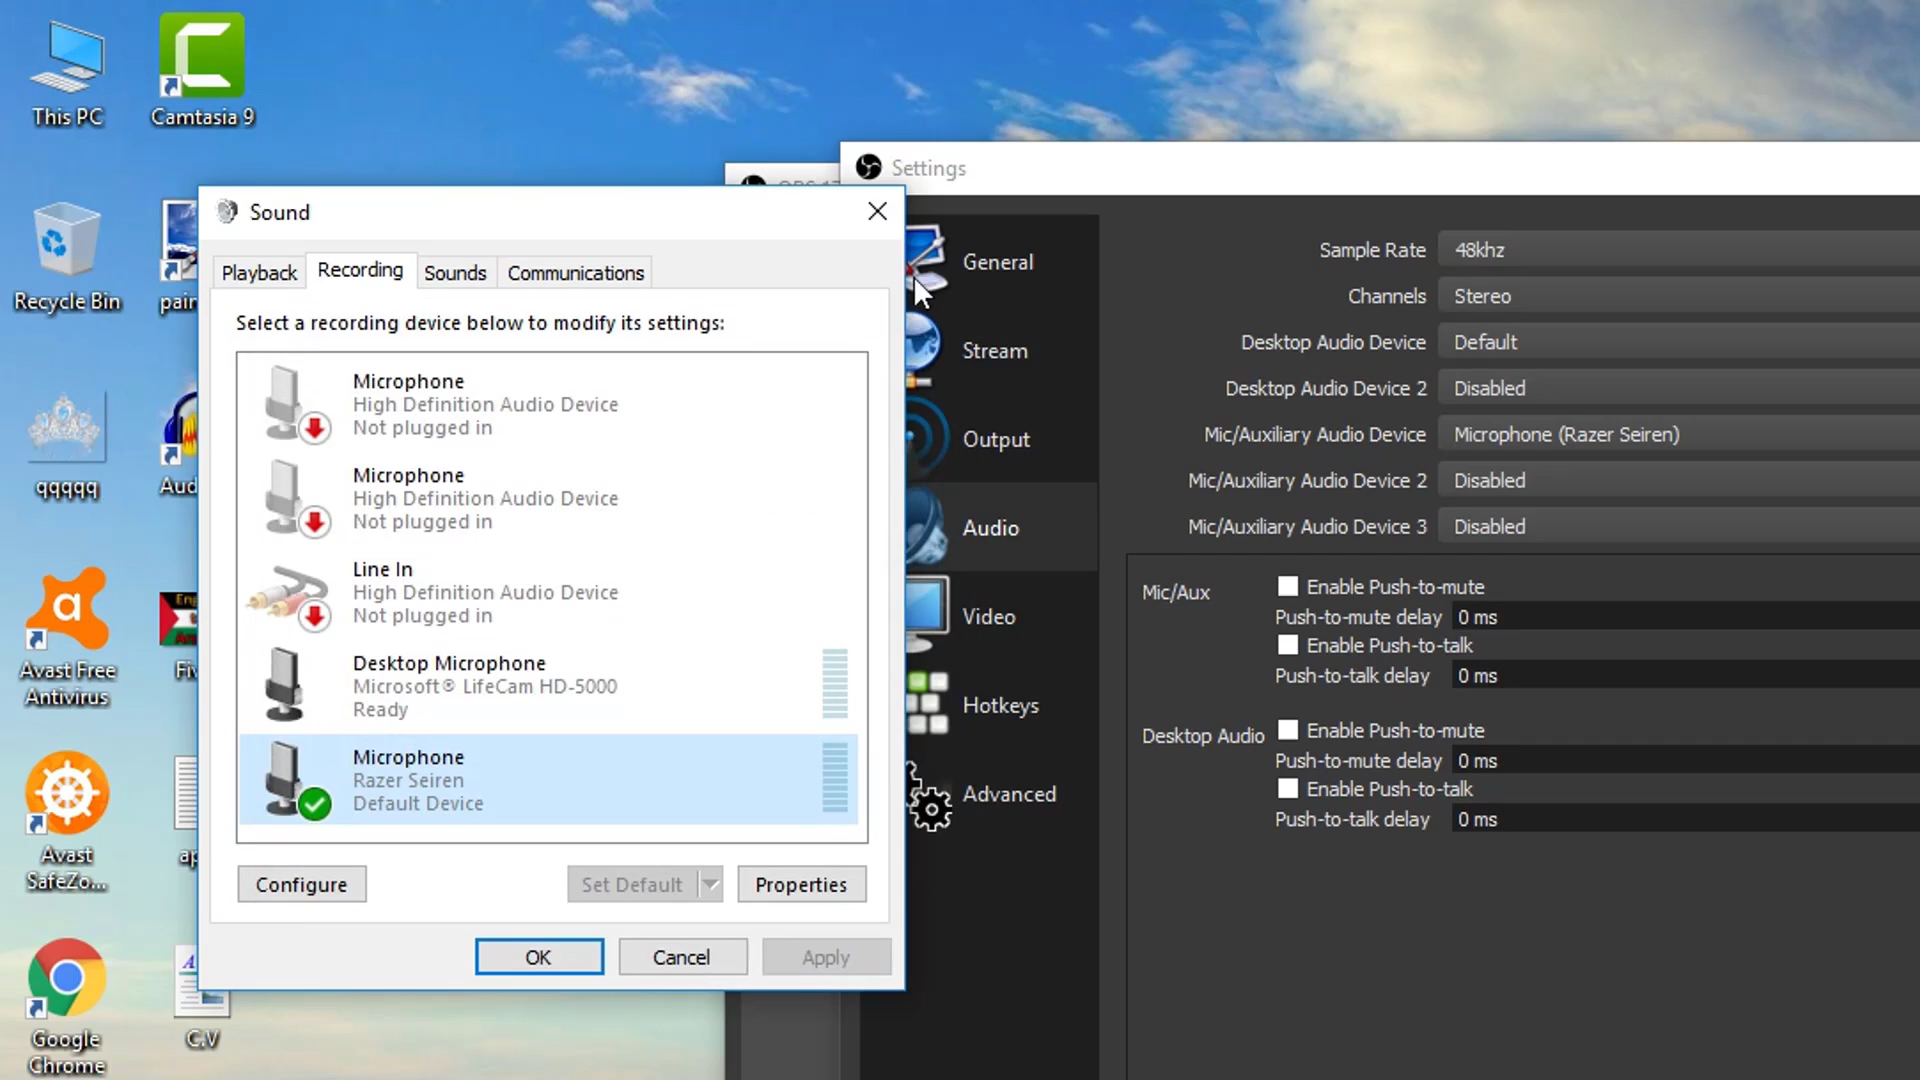 This PC
Camtasia 9
Recycle Bin
qqqqq
Avast Free
Antivirus
Avast
SafeZo...
Google
Chrome
C.V
Sound
Playback
Recording
Sounds
Communications
Select a recording device below to modify its settings:
Microphone
High Definition Audio Device
Not plugged in
Microphone
High Definition Audio Device
Not plugged in
Line In
High Definition Audio Device
Not plugged in
Desktop Microphone
Microsoft® LifeCam HD-5000
Ready
Microphone
Razer Seiren
Default Device
Configure
Set Default
Properties
OK
Cancel
Apply
Settings
General
Stream
Output
Audio
Video
Hotkeys
Advanced
Sample Rate 48khz
Channels Stereo
Desktop Audio Device Default
Desktop Audio Device 2 Disabled
Mic/Auxiliary Audio Device Microphone (Razer Seiren)
Mic/Auxiliary Audio Device 2 Disabled
Mic/Auxiliary Audio Device 3 Disabled
Mic/Aux
Enable Push-to-mute
Push-to-mute delay 0 ms
Enable Push-to-talk
Push-to-talk delay 0 ms
Desktop Audio
Enable Push-to-mute
Push-to-mute delay 0 ms
Enable Push-to-talk
Push-to-talk delay 0 ms